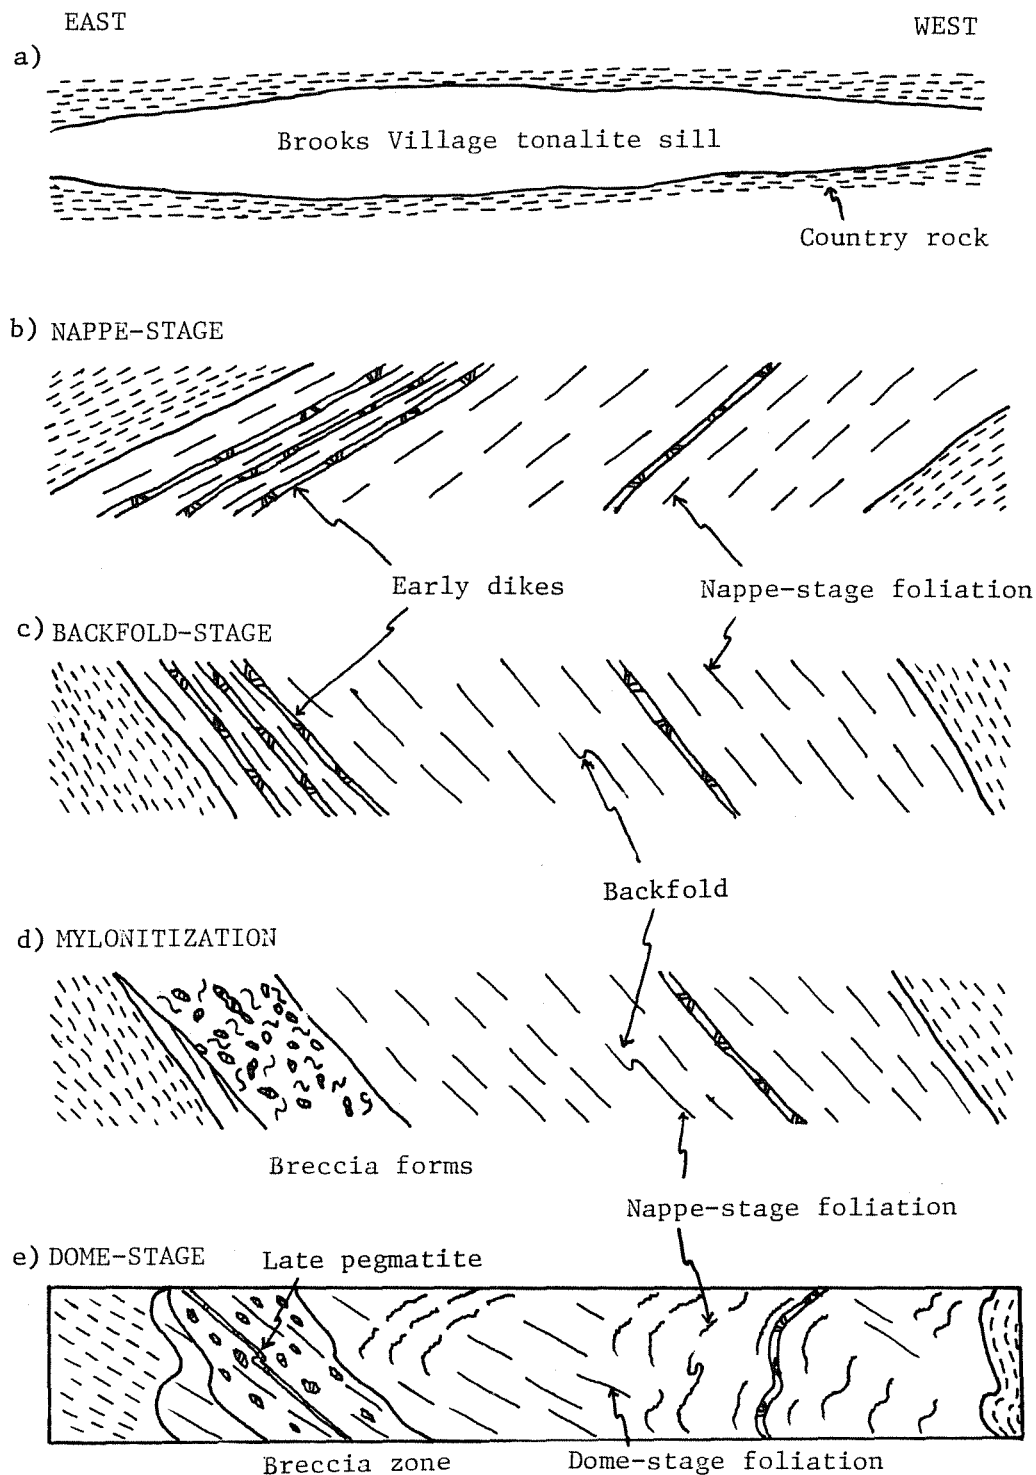 EAST
WEST
a)
Brooks Village tonalite sill
Country rock
b) NAPPE-STAGE
Early dikes
Nappe-stage foliation
c) BACKFOLD-STAGE
Backfold
d) MYLONITIZATION
Breccia forms
Nappe-stage foliation
e) DOME-STAGE
Late pegmatite
Breccia zone
Dome-stage foliation